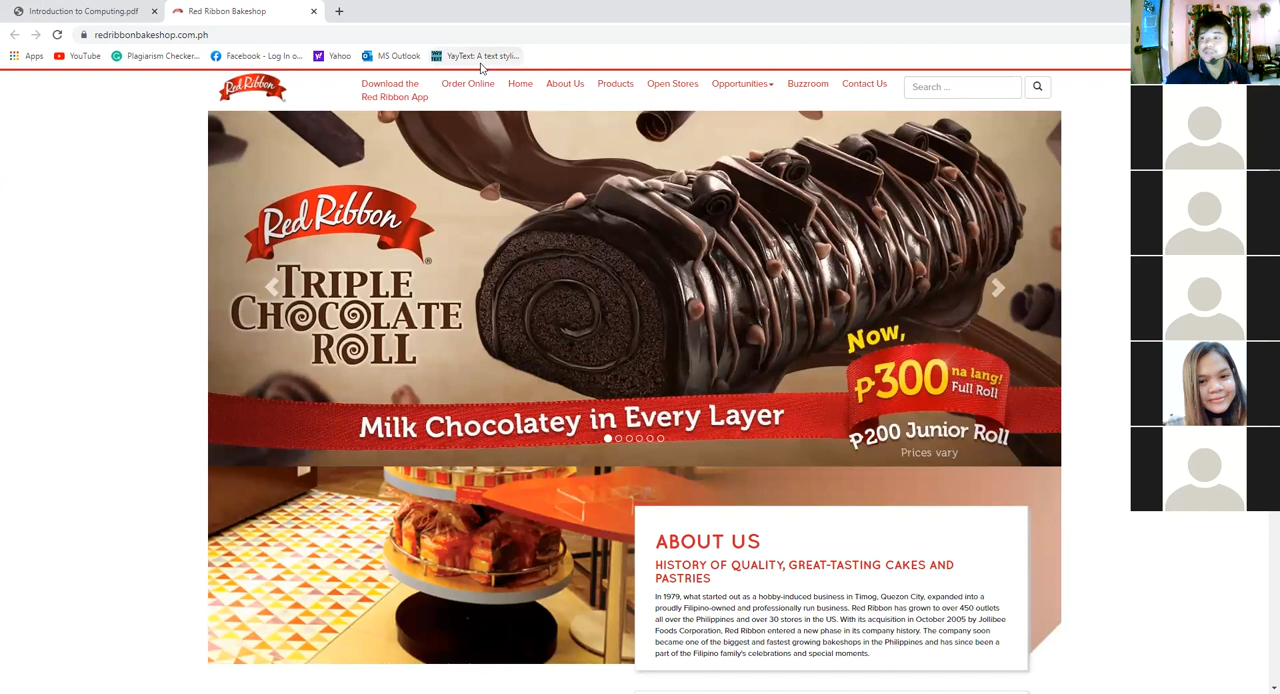 Introduction to Computing.pdf
Red Ribbon Bakeshop
redribbonbakeshop.com.ph
Apps
YouTube
Plagiarism Checker...
Facebook - Log In o...
Yahoo
MS Outlook
YayText: A text styli...
Red Ribbon
Download the
Red Ribbon App
Order Online
Home
About Us
Products
Open Stores
Opportunities
Buzzroom
Contact Us
Search ...
Red Ribbon
®
TRIPLE
CHOCOLATE
ROLL
Now,
₱300 na lang!
Full Roll
Milk Chocolatey in Every Layer
₱200 Junior Roll
Prices vary
ABOUT US
HISTORY OF QUALITY, GREAT-TASTING CAKES AND
PASTRIES
In 1979, what started out as a hobby-induced business in Timog, Quezon City, expanded into a
proudly Filipino-owned and professionally run business. Red Ribbon has grown to over 450 outlets
all over the Philippines and over 30 stores in the US. With its acquisition in October 2005 by Jollibee
Foods Corporation, Red Ribbon entered a new phase in its company history. The company soon
became one of the biggest and fastest growing bakeshops in the Philippines and has since been a
part of the Filipino family's celebrations and special moments.